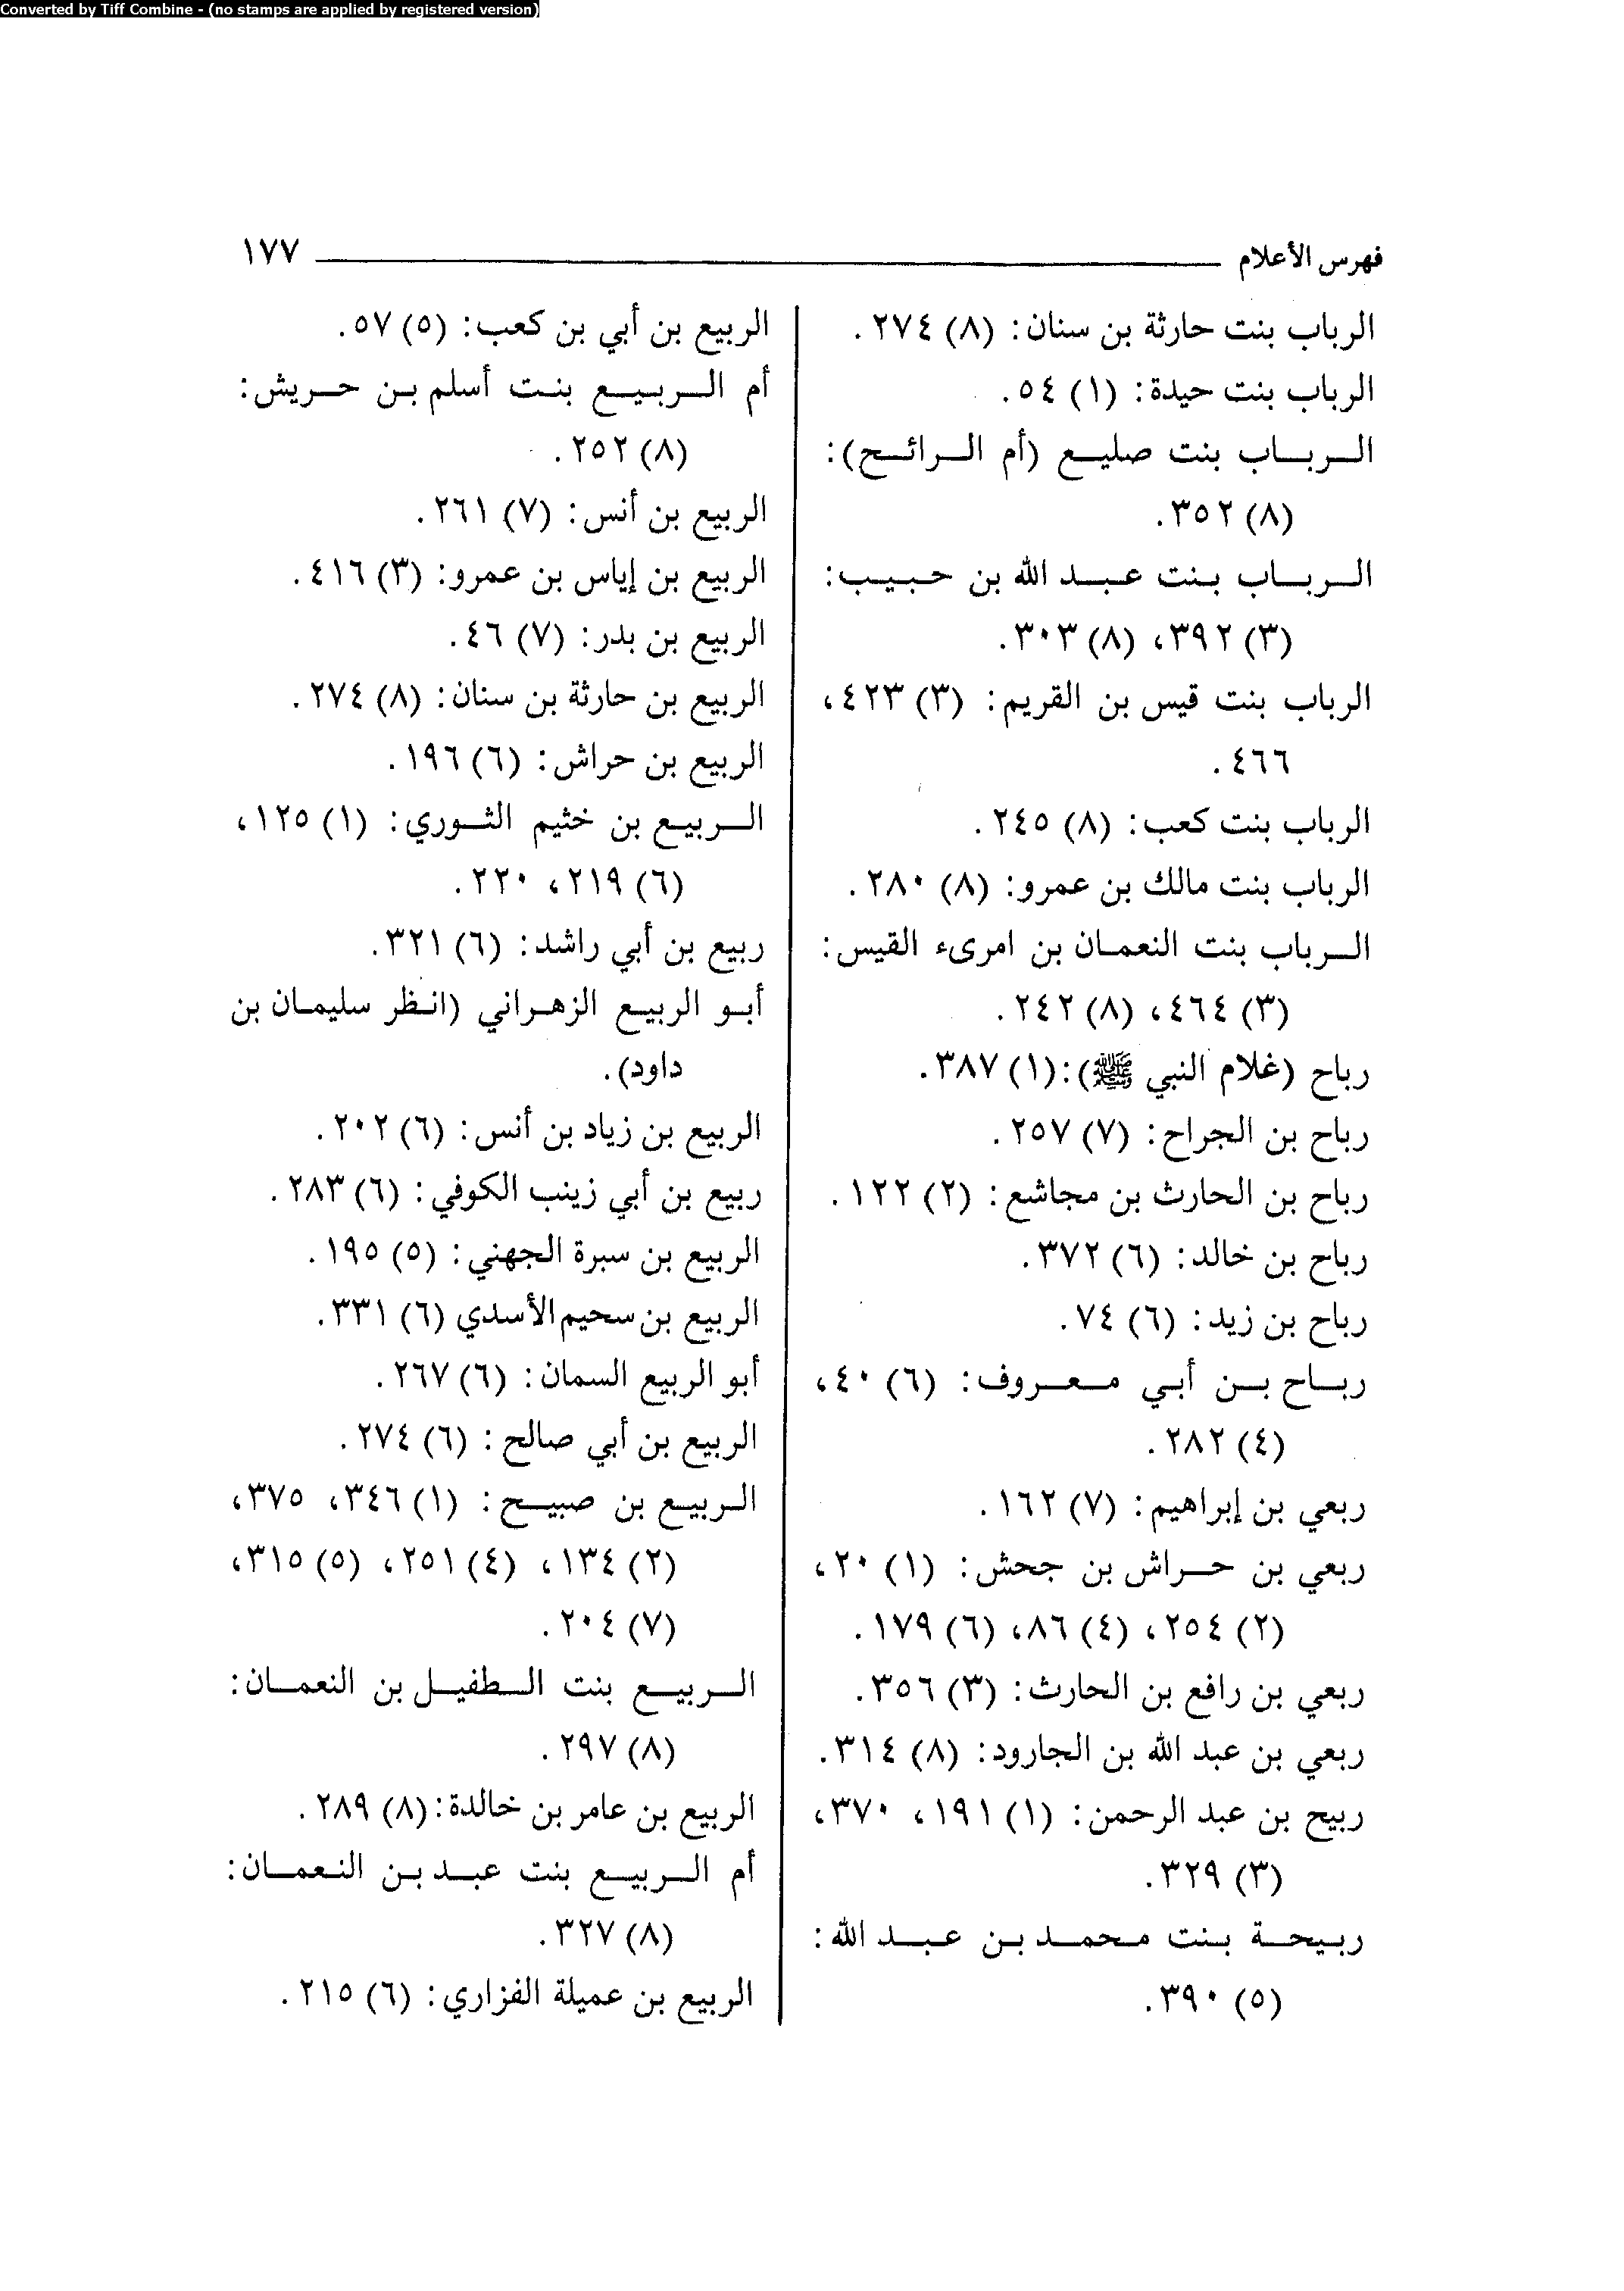 Converted by Tiff Combine - (no stamps are applied by registered version)
فهرس الأعلام ١٧٧
الرباب بنت حارثة بن سنان: (٨) ٢٧٤.
الرباب بنت حيدة: (١) ٥٤.
الرباب بنت صليع (أم الرائح):
(٨) ٣٥٢.
الرباب بنت عبد الله بن حبيب:
(٣) ٣٩٢، (٨) ٣٠٣.
الرباب بنت قيس بن القريم: (٣) ٤٢٣،
٤٦٦.
الرباب بنت كعب: (٨) ٢٤٥.
الرباب بنت مالك بن عمرو: (٨) ٢٨٠.
الرباب بنت النعمان بن امرىء القيس:
(٣) ٤٦٤، (٨) ٢٤٢.
رباح (غلام النبي ﷺ):(١) ٣٨٧.
رباح بن الجراح: (٧) ٢٥٧.
رباح بن الحارث بن مجاشع: (٢) ١٢٢.
رباح بن خالد: (٦) ٣٧٢.
رباح بن زيد: (٦) ٧٤.
رباح بن أبي معروف: (٦) ٤٠،
(٤) ٢٨٢.
ربعي بن إبراهيم: (٧) ١٦٢.
ربعي بن حراش بن جحش: (١) ٢٠،
(٢) ٢٥٤، (٤) ٨٦، (٦) ١٧٩.
ربعي بن رافع بن الحارث: (٣) ٣٥٦.
ربعي بن عبد الله بن الجارود: (٨) ٣١٤.
ربيح بن عبد الرحمن: (١) ١٩١، ٣٧٠،
(٣) ٣٢٩.
ربيحة بنت محمد بن عبد الله:
(٥) ٣٩٠.
الربيع بن أبي بن كعب: (٥) ٥٧.
أم الربيع بنت أسلم بن حريش:
(٨) ٢٥٢.
الربيع بن أنس: (٧) ٢٦١.
الربيع بن إياس بن عمرو: (٣) ٤١٦.
الربيع بن بدر: (٧) ٤٦.
الربيع بن حارثة بن سنان: (٨) ٢٧٤.
الربيع بن حراش: (٦) ١٩٦.
الربيع بن خثيم الثوري: (١) ١٢٥،
(٦) ٢١٩، ٢٢٠.
ربيع بن أبي راشد: (٦) ٣٢١.
أبو الربيع الزهراني (انظر سليمان بن
داود).
الربيع بن زياد بن أنس: (٦) ٢٠٢.
ربيع بن أبي زينب الكوفي: (٦) ٢٨٣.
الربيع بن سبرة الجهني: (٥) ١٩٥.
الربيع بن سحيم الأسدي (٦) ٣٣١.
أبو الربيع السمان: (٦) ٢٦٧.
الربيع بن أبي صالح: (٦) ٢٧٤.
الربيع بن صبيح: (١) ٣٤٦، ٣٧٥،
(٢) ١٣٤، (٤) ٢٥١، (٥) ٣١٥،
(٧) ٢٠٤.
الربيع بنت الطفيل بن النعمان:
(٨) ٢٩٧.
الربيع بن عامر بن خالدة: (٨) ٢٨٩.
أم الربيع بنت عبد بن النعمان:
(٨) ٣٢٧.
الربيع بن عميلة الفزاري: (٦) ٢١٥.